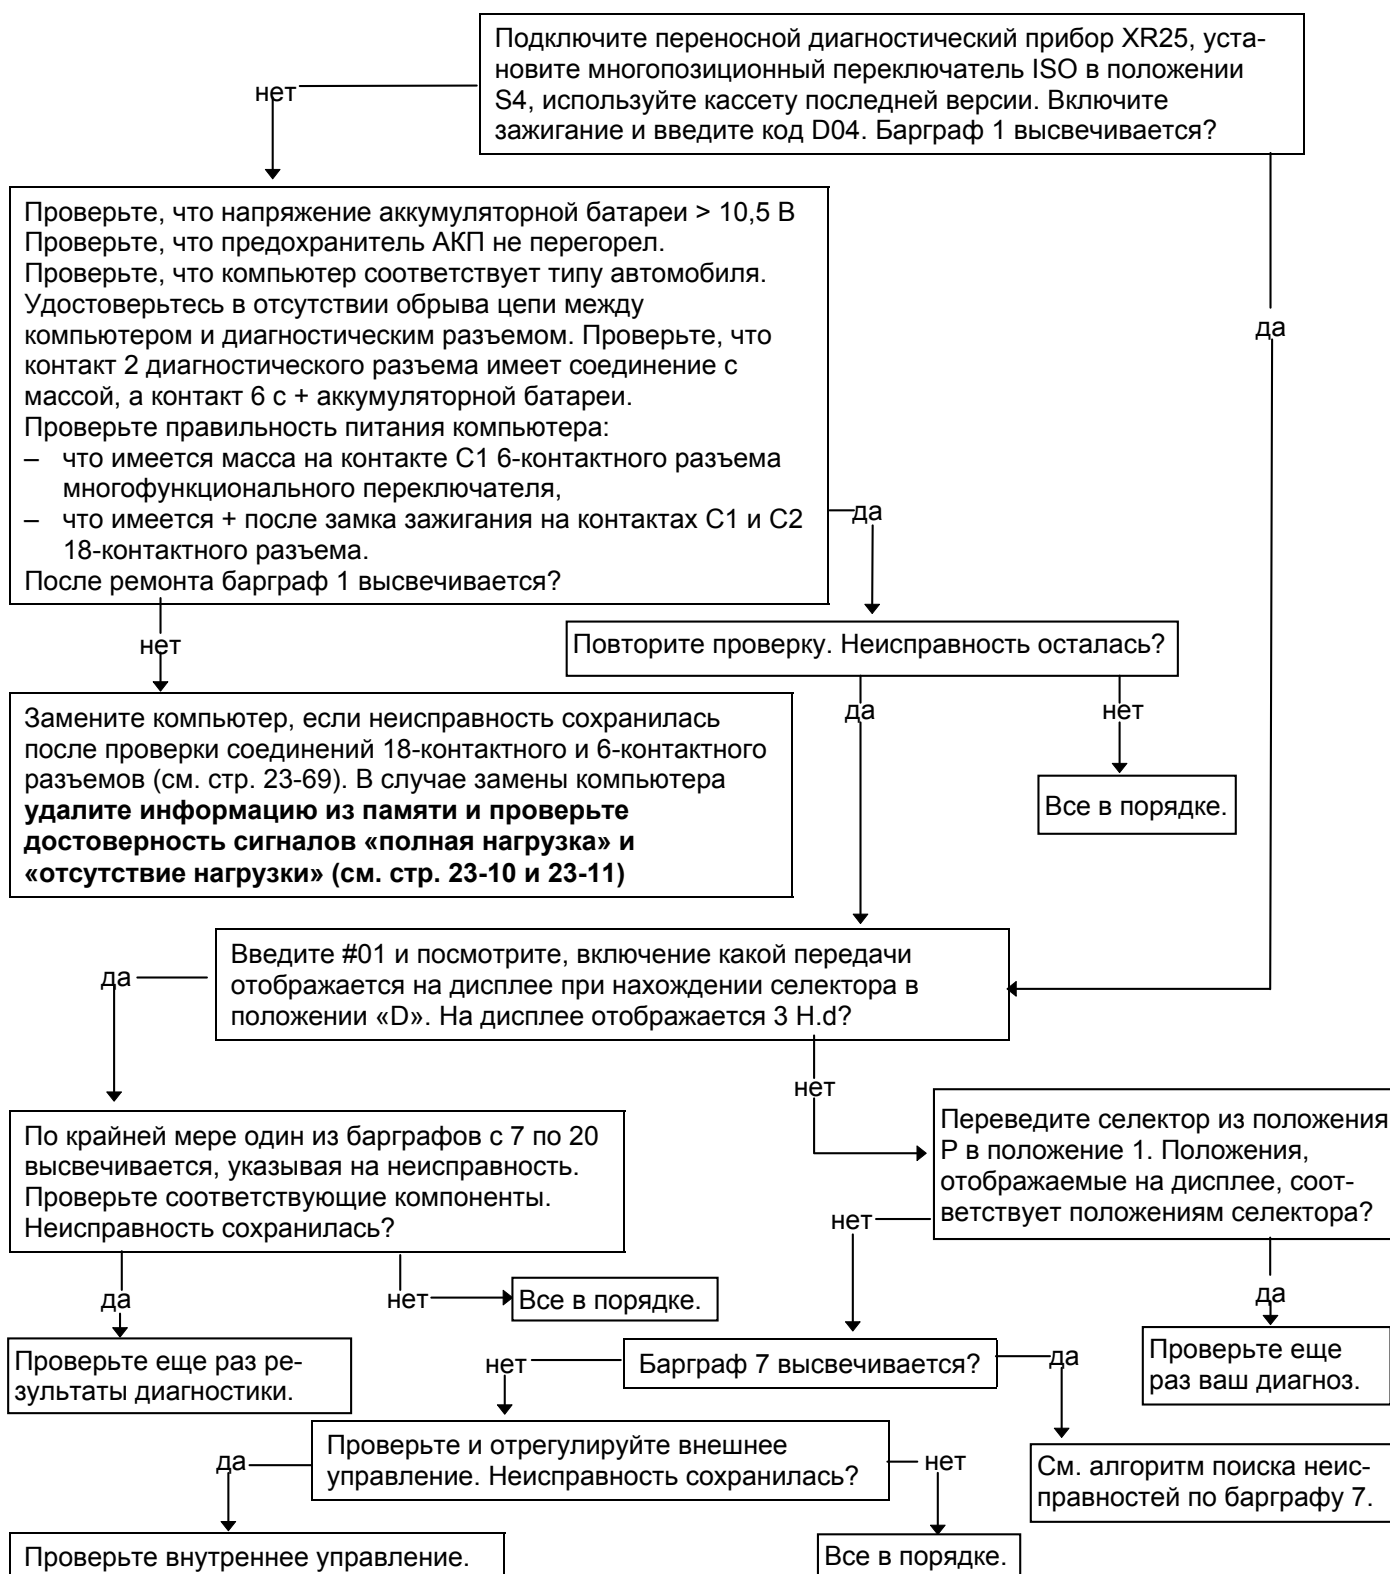 Подключите переносной диагностический прибор XR25, уста-
новите многопозиционный переключатель ISO в положении
S4, используйте кассету последней версии. Включите
зажигание и введите код D04. Барграф 1 высвечивается?
нет
да
Проверьте, что напряжение аккумуляторной батареи > 10,5 В
Проверьте, что предохранитель АКП не перегорел.
Проверьте, что компьютер соответствует типу автомобиля.
Удостоверьтесь в отсутствии обрыва цепи между
компьютером и диагностическим разъемом. Проверьте, что
контакт 2 диагностического разъема имеет соединение с
массой, а контакт 6 с + аккумуляторной батареи.
Проверьте правильность питания компьютера:
– что имеется масса на контакте С1 6-контактного разъема
многофункционального переключателя,
– что имеется + после замка зажигания на контактах С1 и С2
18-контактного разъема.
После ремонта барграф 1 высвечивается?
да
нет
Повторите проверку. Неисправность осталась?
да
нет
Все в порядке.
Замените компьютер, если неисправность сохранилась
после проверки соединений 18-контактного и 6-контактного
разъемов (см. стр. 23-69). В случае замены компьютера
удалите информацию из памяти и проверьте
достоверность сигналов «полная нагрузка» и
«отсутствие нагрузки» (см. стр. 23-10 и 23-11)
Введите #01 и посмотрите, включение какой передачи
отображается на дисплее при нахождении селектора в
положении «D». На дисплее отображается 3 H.d?
да
нет
По крайней мере один из барграфов с 7 по 20
высвечивается, указывая на неисправность.
Проверьте соответствующие компоненты.
Неисправность сохранилась?
Переведите селектор из положения
Р в положение 1. Положения,
отображаемые на дисплее, соот-
ветствует положениям селектора?
нет
да
да
нет
Все в порядке.
Проверьте еще раз ре-
зультаты диагностики.
Барграф 7 высвечивается?
нет
да
Проверьте еще
раз ваш диагноз.
Проверьте и отрегулируйте внешнее
управление. Неисправность сохранилась?
да
нет
См. алгоритм поиска неис-
правностей по барграфу 7.
Проверьте внутреннее управление.
Все в порядке.